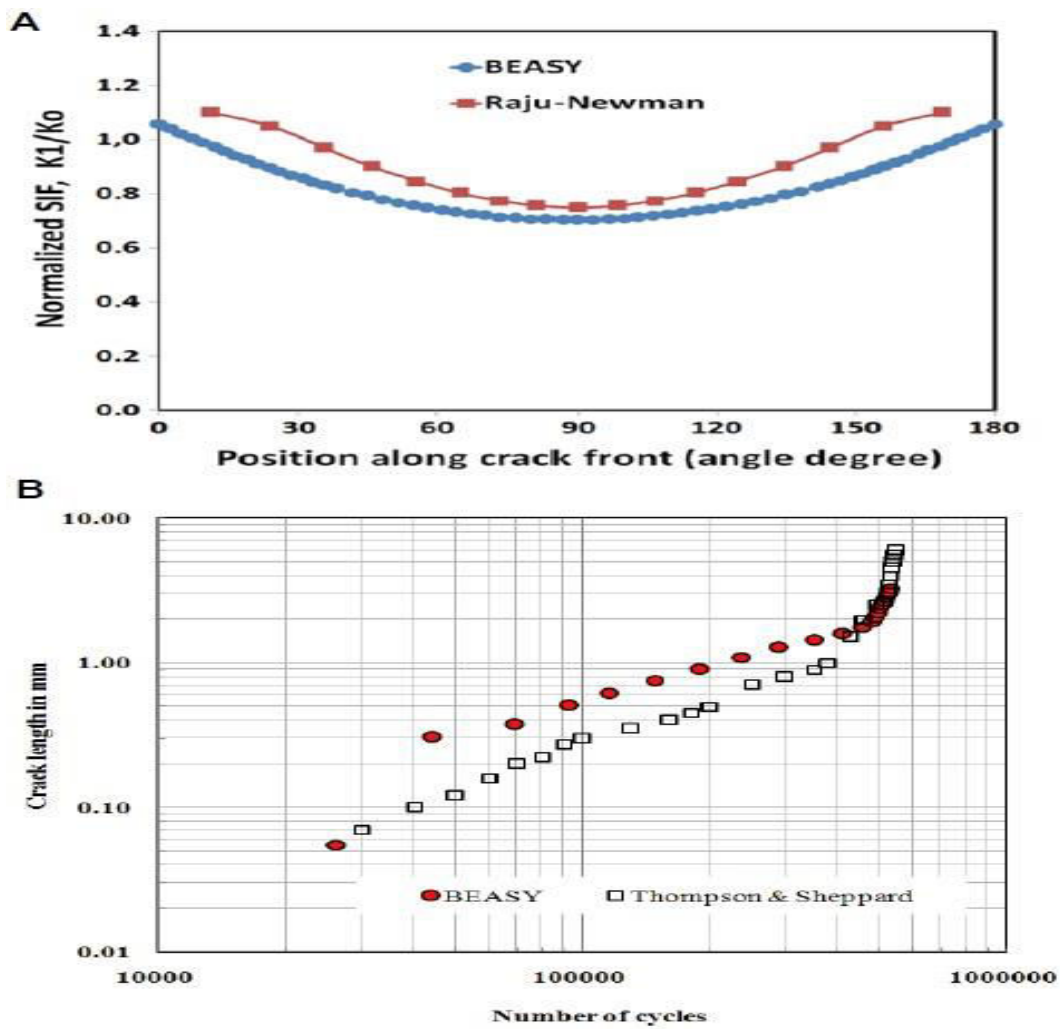 A
Normalized SIF, K1/Ko
1.4
1.2
1.0
0.8
0.6
0.4
0.2
0.0
BEASY
Raju-Newman
0 30 60 90 120 150 180
Position along crack front (angle degree)
B
Crack length in mm
10.00
1.00
0.10
0.01
BEASY Thompson & Sheppard
10000 100000 1000000
Number of cycles